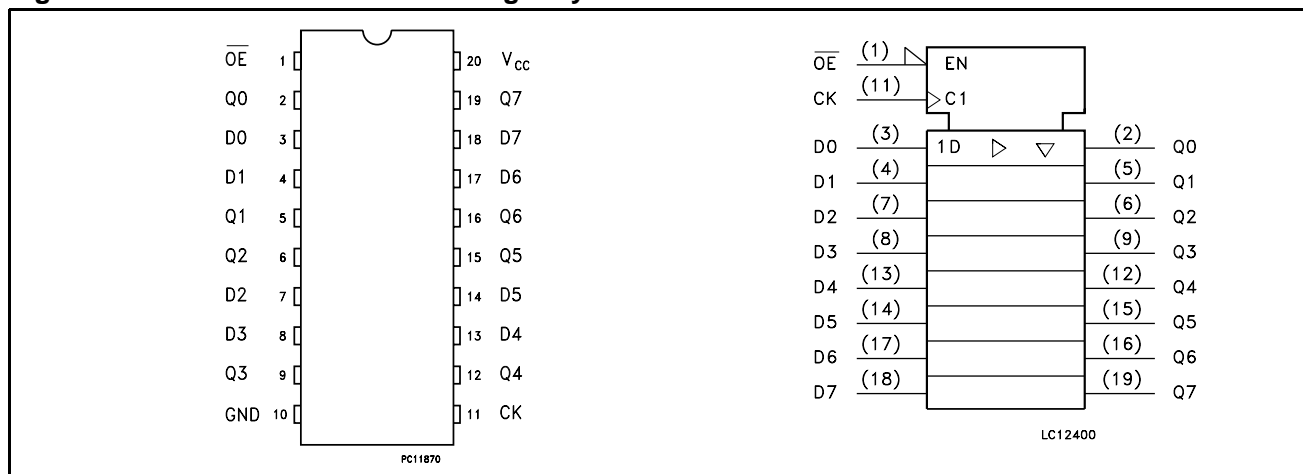 OE 1 20 VCC
Q0 2 19 Q7
D0 3 18 D7
D1 4 17 D6
Q1 5 16 Q6
Q2 6 15 Q5
D2 7 14 D5
D3 8 13 D4
Q3 9 12 Q4
GND 10 11 CK
PC11870
OE (1) EN
CK (11) C1
D0 (3) 1D (2) Q0
D1 (4) (5) Q1
D2 (7) (6) Q2
D3 (8) (9) Q3
D4 (13) (12) Q4
D5 (14) (15) Q5
D6 (17) (16) Q6
D7 (18) (19) Q7
LC12400